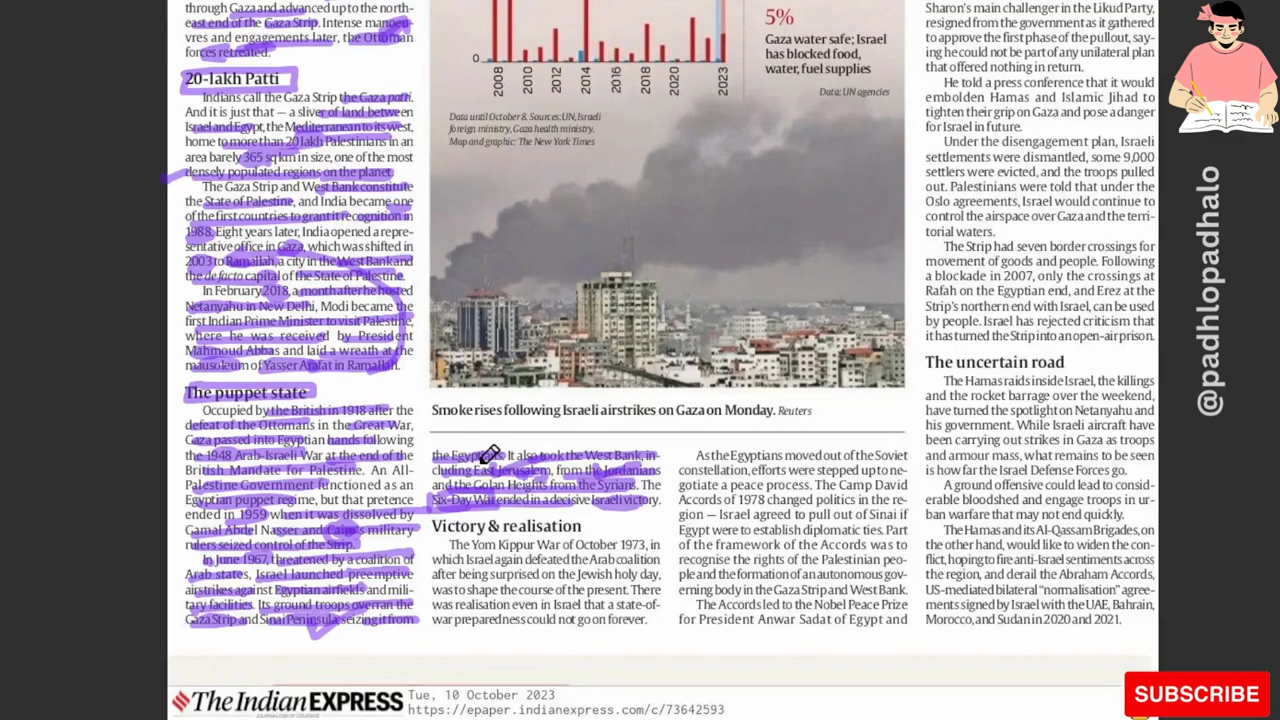 through Gaza and advanced up to the north-
east end of the Gaza Strip. Intense manoeu-
vres and engagements later, the Ottoman
forces retreated.
20-lakh Patti
Indians call the Gaza Strip the Gaza patti.
And it is just that — a sliver of land between
Israel and Egypt, the Mediterranean to its west,
home to more than 20 lakh Palestinians in an
area barely 365 sq km in size, one of the most
densely populated regions on the planet.
The Gaza Strip and West Bank constitute
the State of Palestine, and India became one
of the first countries to grant it recognition in
1988. Eight years later, India opened a repre-
sentative office in Gaza, which was shifted in
2003 to Ramallah, a city in the West Bank and
the de facto capital of the State of Palestine.
In February 2018, a month after he hosted
Netanyahu in New Delhi, Modi became the
first Indian Prime Minister to visit Palestine,
where he was received by President
Mahmoud Abbas and laid a wreath at the
mausoleum of Yasser Arafat in Ramallah.
The puppet state
Occupied by the British in 1918 after the
defeat of the Ottomans in the Great War,
Gaza passed into Egyptian hands following
the 1948 Arab-Israeli War at the end of the
British Mandate for Palestine. An All-
Palestine Government functioned as an
Egyptian puppet regime, but that pretence
ended in 1959 when it was dissolved by
Gamal Abdel Nasser and Cairo's military
rulers seized control of the Strip.
In June 1967, threatened by a coalition of
Arab states, Israel launched preemptive
airstrikes against Egyptian airfields and mili-
tary facilities. Its ground troops overran the
Gaza Strip and Sinai Peninsula, seizing it from
0
2008
2010
2012
2014
2016
2018
2020
2023
5%
Gaza water safe; Israel
has blocked food,
water, fuel supplies
Data: UN agencies
Data until October 8. Sources: UN, Israeli
foreign ministry, Gaza health ministry.
Map and graphic: The New York Times
Smoke rises following Israeli airstrikes on Gaza on Monday. Reuters
the Egyptians. It also took the West Bank, in-
cluding East Jerusalem, from the Jordanians
and the Golan Heights from the Syrians. The
Six-Day War ended in a decisive Israeli victory.
Victory & realisation
The Yom Kippur War of October 1973, in
which Israel again defeated the Arab coalition
after being surprised on the Jewish holy day,
was to shape the course of the present. There
was realisation even in Israel that a state-of-
war preparedness could not go on forever.
As the Egyptians moved out of the Soviet
constellation, efforts were stepped up to ne-
gotiate a peace process. The Camp David
Accords of 1978 changed politics in the re-
gion — Israel agreed to pull out of Sinai if
Egypt were to establish diplomatic ties. Part
of the framework of the Accords was to
recognise the rights of the Palestinian peo-
ple and the formation of an autonomous gov-
erning body in the Gaza Strip and West Bank.
The Accords led to the Nobel Peace Prize
for President Anwar Sadat of Egypt and
Sharon's main challenger in the Likud Party,
resigned from the government as it gathered
to approve the first phase of the pullout, say-
ing he could not be part of any unilateral plan
that offered nothing in return.
He told a press conference that it would
embolden Hamas and Islamic Jihad to
tighten their grip on Gaza and pose a danger
for Israel in future.
Under the disengagement plan, Israeli
settlements were dismantled, some 9,000
settlers were evicted, and the troops pulled
out. Palestinians were told that under the
Oslo agreements, Israel would continue to
control the airspace over Gaza and the terri-
torial waters.
The Strip had seven border crossings for
movement of goods and people. Following
a blockade in 2007, only the crossings at
Rafah on the Egyptian end, and Erez at the
Strip's northern end with Israel, can be used
by people. Israel has rejected criticism that
it has turned the Strip into an open-air prison.
The uncertain road
The Hamas raids inside Israel, the killings
and the rocket barrage over the weekend,
have turned the spotlight on Netanyahu and
his government. While Israeli aircraft have
been carrying out strikes in Gaza as troops
and armour mass, what remains to be seen
is how far the Israel Defense Forces go.
A ground offensive could lead to consid-
erable bloodshed and engage troops in ur-
ban warfare that may not end quickly.
The Hamas and its Al-Qassam Brigades, on
the other hand, would like to widen the con-
flict, hoping to fire anti-Israel sentiments across
the region, and derail the Abraham Accords,
US-mediated bilateral "normalisation" agree-
ments signed by Israel with the UAE, Bahrain,
Morocco, and Sudan in 2020 and 2021.
@padhlopadhalo
The Indian EXPRESS
JOURNALISM OF COURAGE
Tue, 10 October 2023
https://epaper.indianexpress.com/c/73642593
SUBSCRIBE